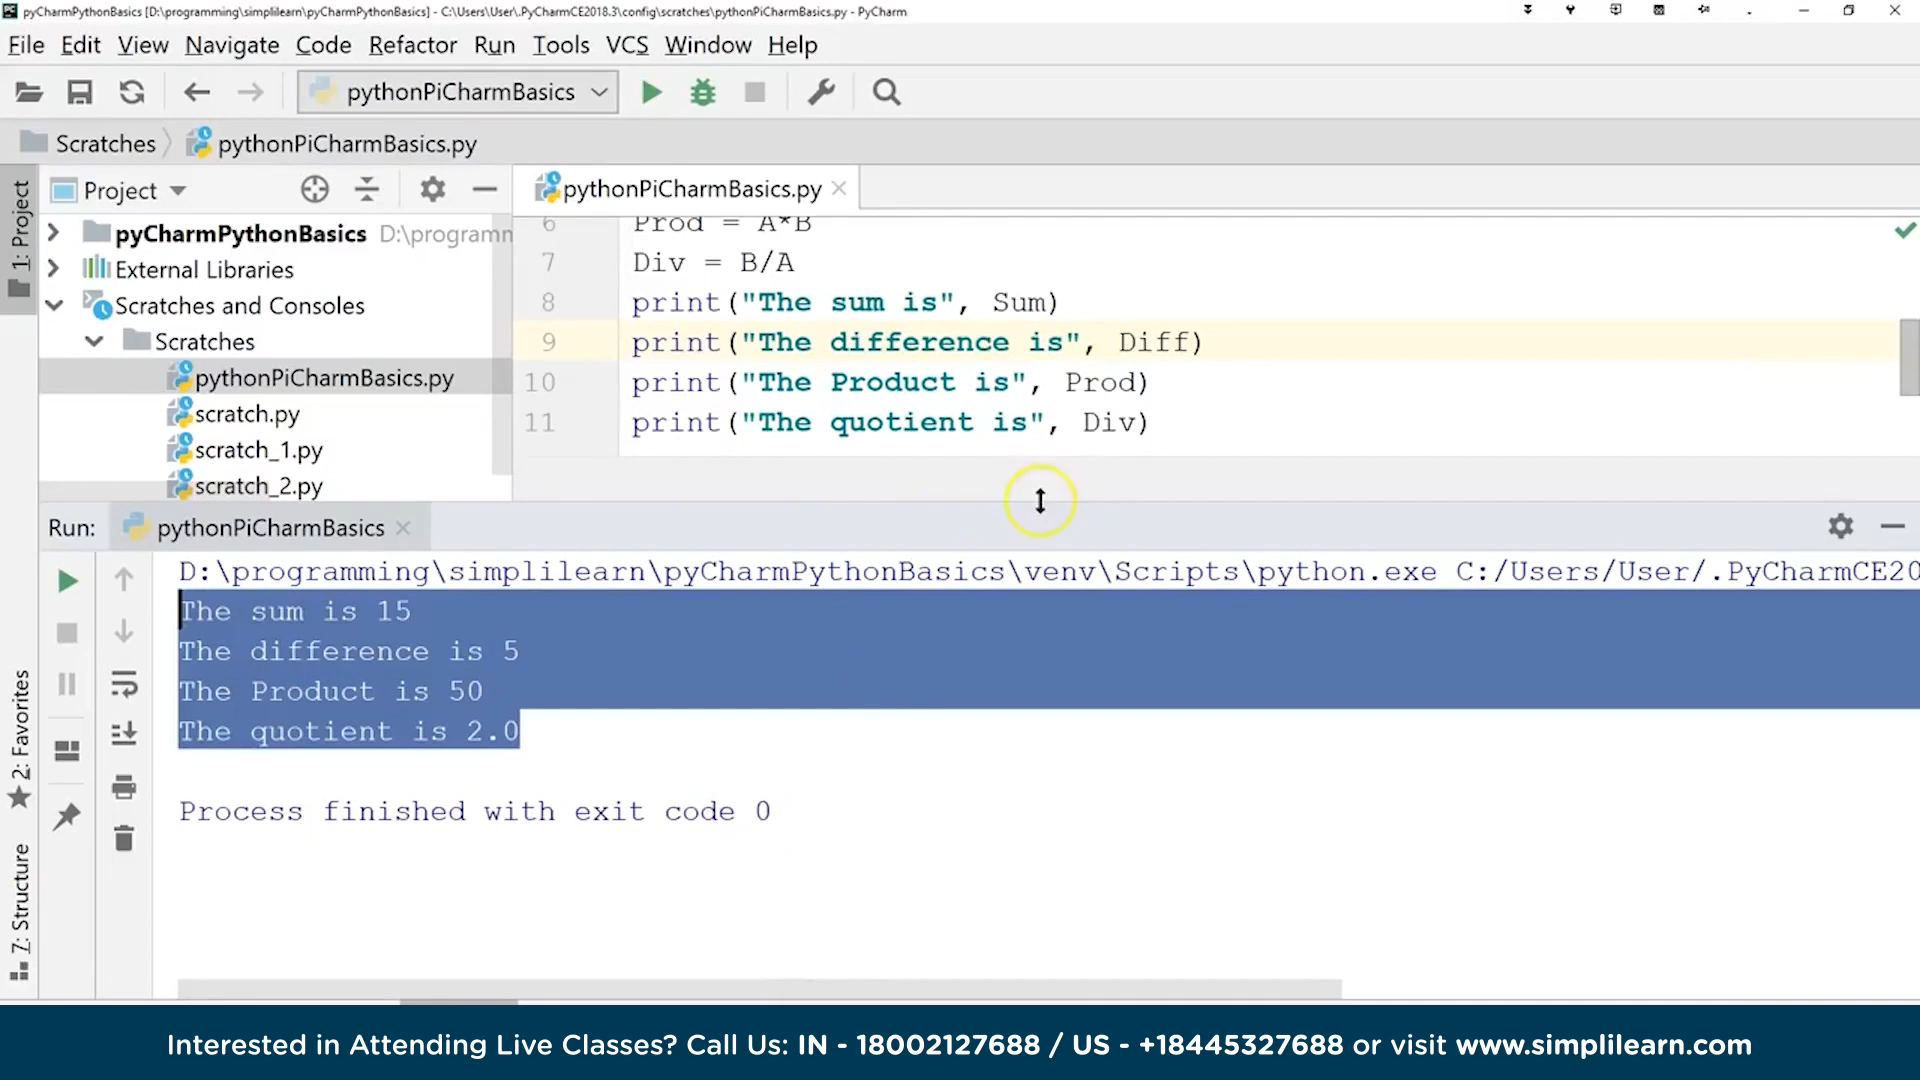 pyCharmPythonBasics [D:\programming\simplilearn\pyCharmPythonBasics] - C:\Users\User\.PyCharmCE2018.3\config\scratches\pythonPiCharmBasics.py - PyCharm
File Edit View Navigate Code Refactor Run Tools VCS Window Help
pythonPiCharmBasics
Scratches pythonPiCharmBasics.py
1: Project
Project
pyCharmPythonBasics D:\programm
External Libraries
Scratches and Consoles
Scratches
pythonPiCharmBasics.py
scratch.py
scratch_1.py
scratch_2.py
pythonPiCharmBasics.py
6 Prod = A*B
7 Div = B/A
8 print("The sum is", Sum)
9 print("The difference is", Diff)
10 print("The Product is", Prod)
11 print("The quotient is", Div)
Run: pythonPiCharmBasics
D:\programming\simplilearn\pyCharmPythonBasics\venv\Scripts\python.exe C:/Users/User/.PyCharmCE20
The sum is 15
The difference is 5
The Product is 50
The quotient is 2.0
Process finished with exit code 0
2: Favorites
7: Structure
Interested in Attending Live Classes? Call Us: IN - 18002127688 / US - +18445327688 or visit www.simplilearn.com